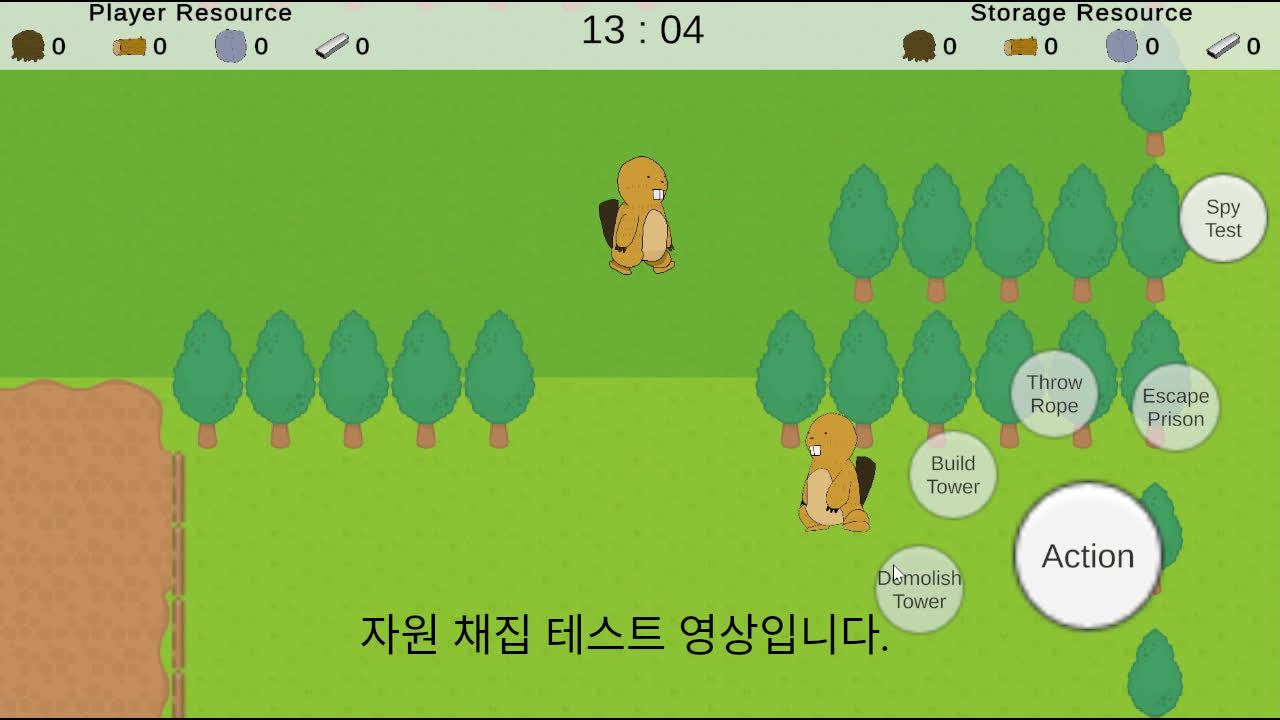 Player Resource
0 0 0 0
13 : 04
Storage Resource
0 0 0 0
Spy
Test
Throw
Rope
Escape
Prison
Build
Tower
Action
Demolish
Tower
자원 채집 테스트 영상입니다.